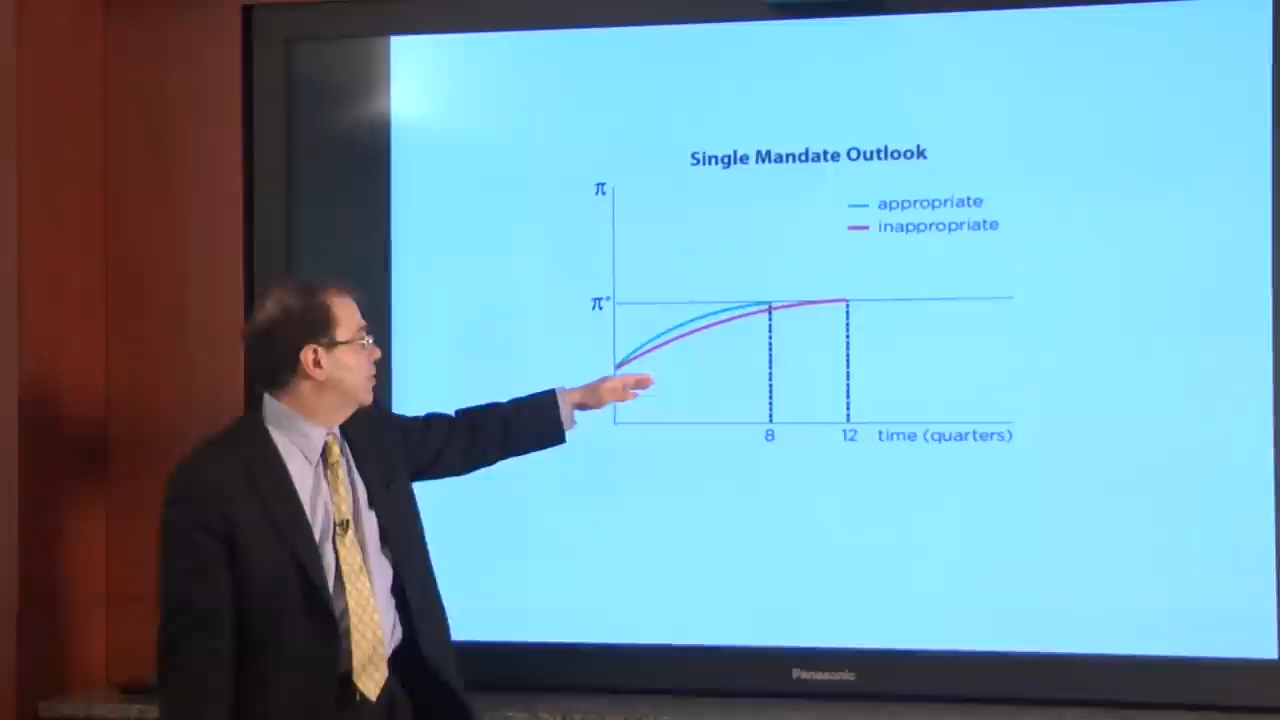 Single Mandate Outlook
π
appropriate
inappropriate
π*
8
12
time (quarters)
Panasonic